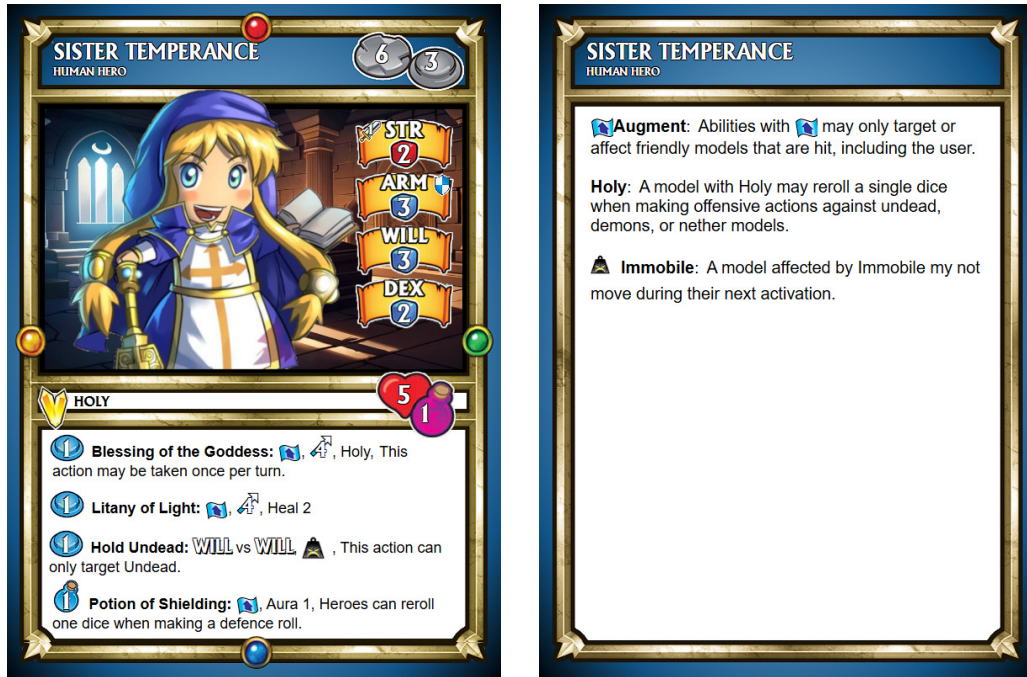 SISTER TEMPERANCE
HUMAN HERO
6
3
STR
2
ARM
3
WILL
3
DEX
2
HOLY
5
1
1 Blessing of the Goddess: , 4, Holy, This
action may be taken once per turn.
1 Litany of Light: , 4, Heal 2
1 Hold Undead: WILL vs WILL , This action can
only target Undead.
1 Potion of Shielding: , Aura 1, Heroes can reroll
one dice when making a defence roll.
SISTER TEMPERANCE
HUMAN HERO
Augment: Abilities with may only target or
affect friendly models that are hit, including the user.
Holy: A model with Holy may reroll a single dice
when making offensive actions against undead,
demons, or nether models.
Immobile: A model affected by Immobile my not
move during their next activation.